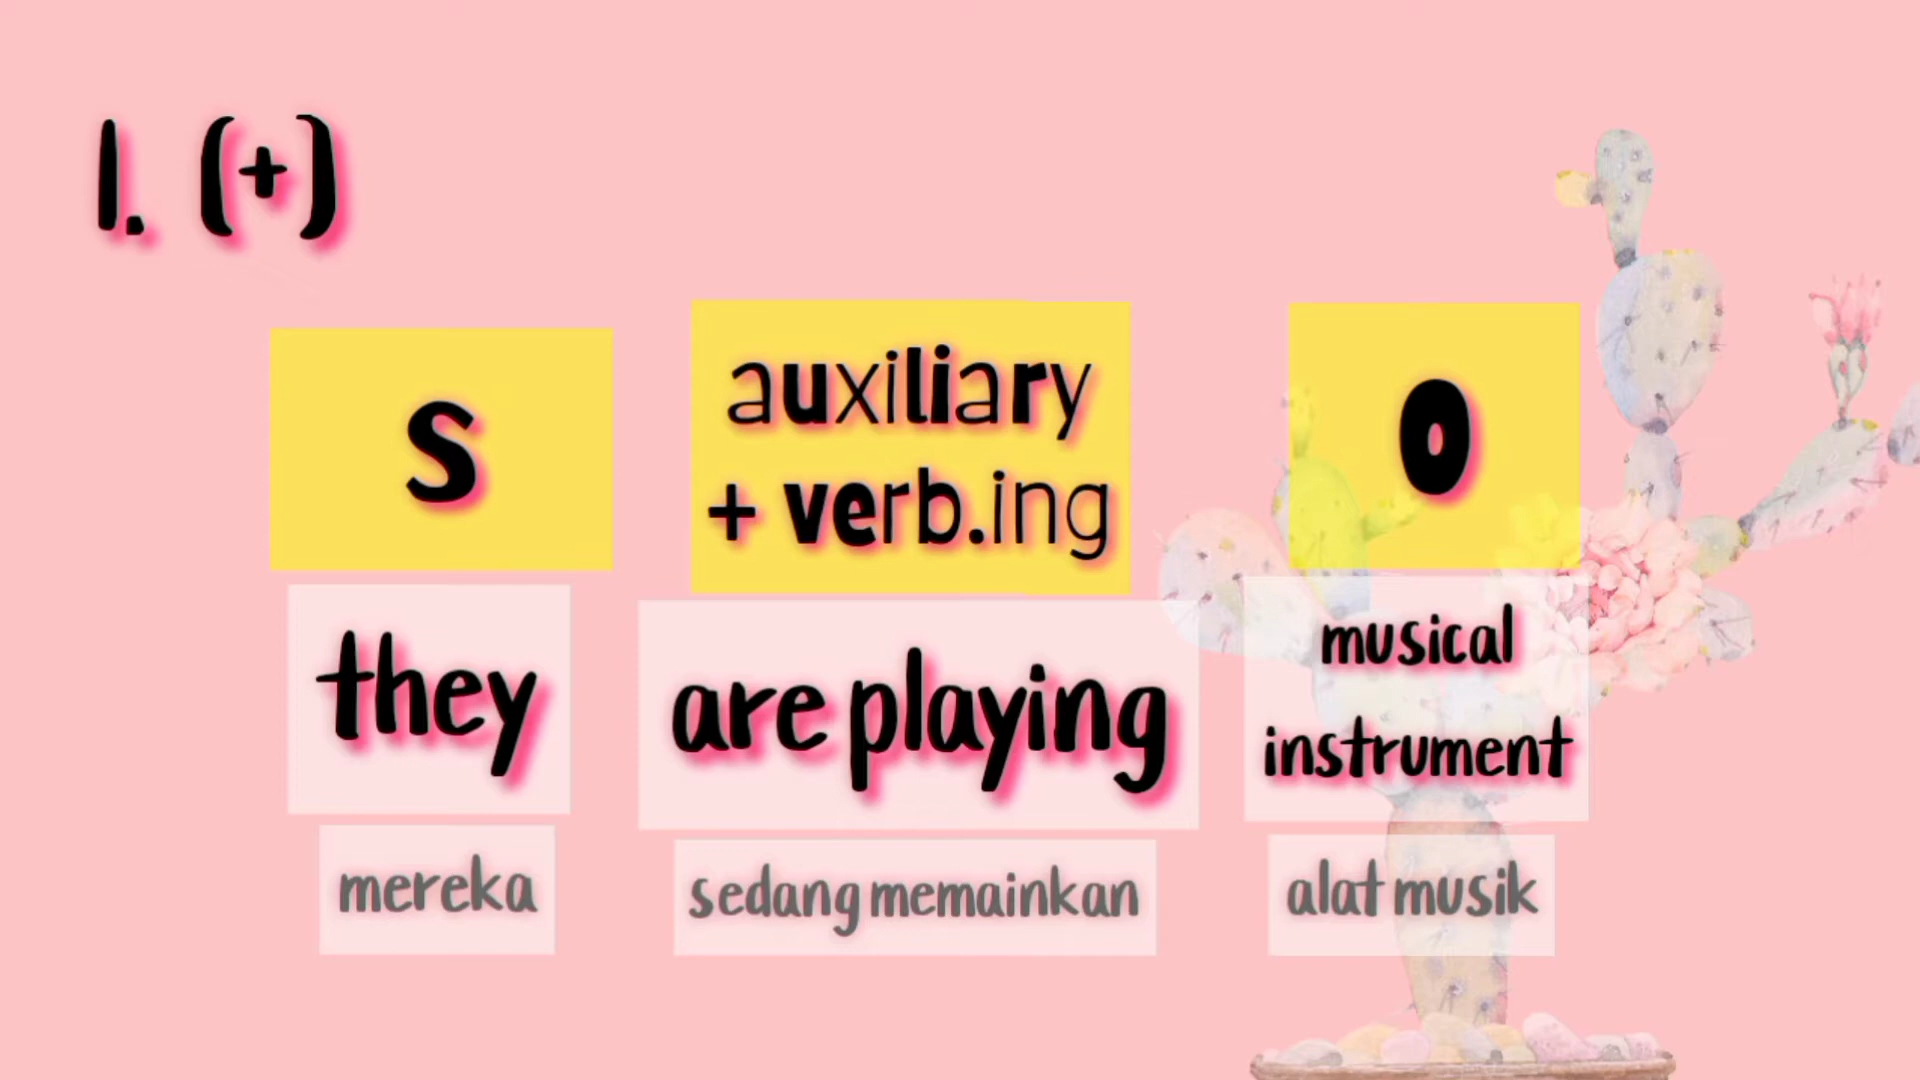 1. (+)
S
auxiliary
+ verb.ing
O
they
are playing
musical
instrument
mereka
sedang memainkan
alat musik